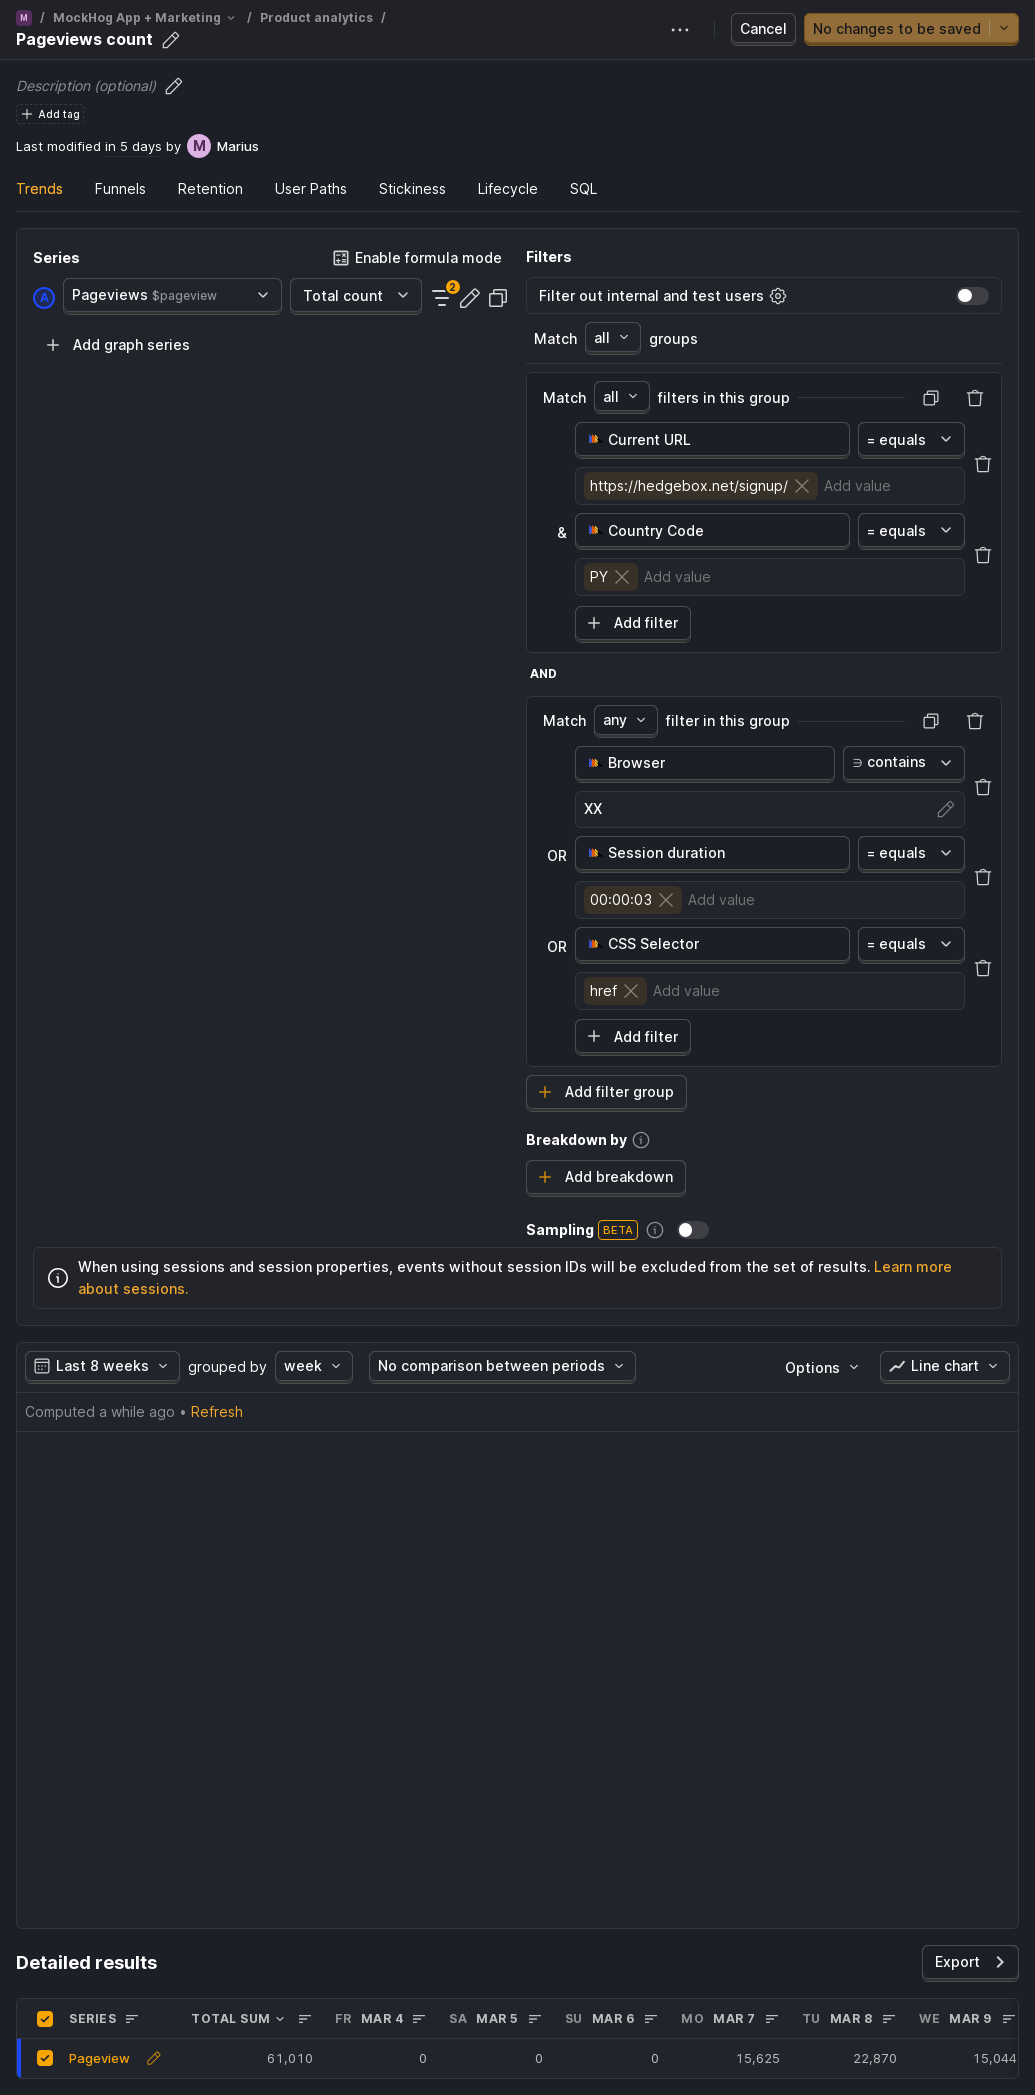 M / MockHog App + Marketing / Product analytics /
Pageviews count
Cancel
No changes to be saved
Description (optional)
Add tag
Last modified in 5 days by M Marius
Trends Funnels Retention User Paths Stickiness Lifecycle SQL
Series
Enable formula mode
A Pageviews $pageview Total count 2
Add graph series
Filters
Filter out internal and test users
Match all groups
Match all filters in this group
Current URL = equals
https://hedgebox.net/signup/ Add value
& Country Code = equals
PY Add value
Add filter
AND
Match any filter in this group
Browser ∋ contains
XX
OR Session duration = equals
00:00:03 Add value
OR CSS Selector = equals
href Add value
Add filter
Add filter group
Breakdown by
Add breakdown
Sampling BETA
When using sessions and session properties, events without session IDs will be excluded from the set of results. Learn more
about sessions.
Last 8 weeks grouped by week No comparison between periods Options Line chart
Computed a while ago • Refresh
Detailed results
Export
SERIES TOTAL SUM FR MAR 4 SA MAR 5 SU MAR 6 MO MAR 7 TU MAR 8 WE MAR 9
Pageview 61,010 0 0 0 15,625 22,870 15,044